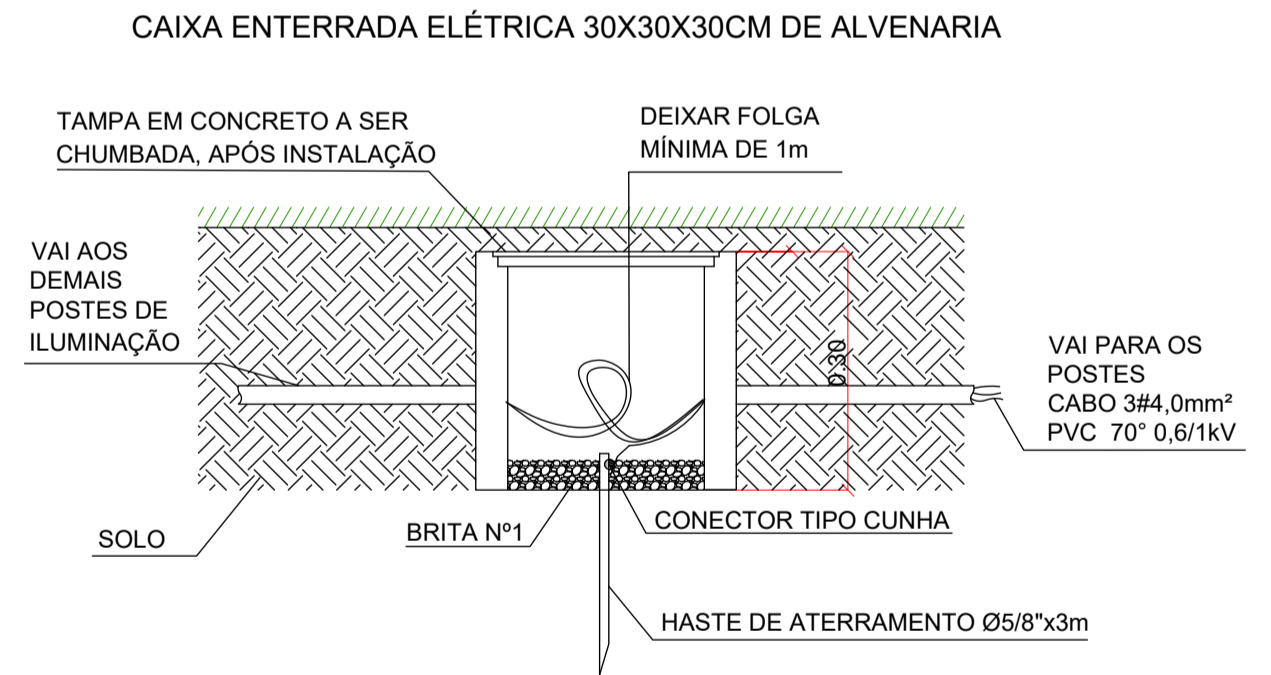 CAIXA ENTERRADA ELÉTRICA 30X30X30CM DE ALVENARIA
TAMPA EM CONCRETO A SER
CHUMBADA, APÓS INSTALAÇÃO
DEIXAR FOLGA
MÍNIMA DE 1m
VAI AOS
DEMAIS
POSTES DE
ILUMINAÇÃO
0.30
VAI PARA OS
POSTES
CABO 3#4,0mm²
PVC 70° 0,6/1kV
SOLO
BRITA Nº1
CONECTOR TIPO CUNHA
HASTE DE ATERRAMENTO Ø5/8"x3m